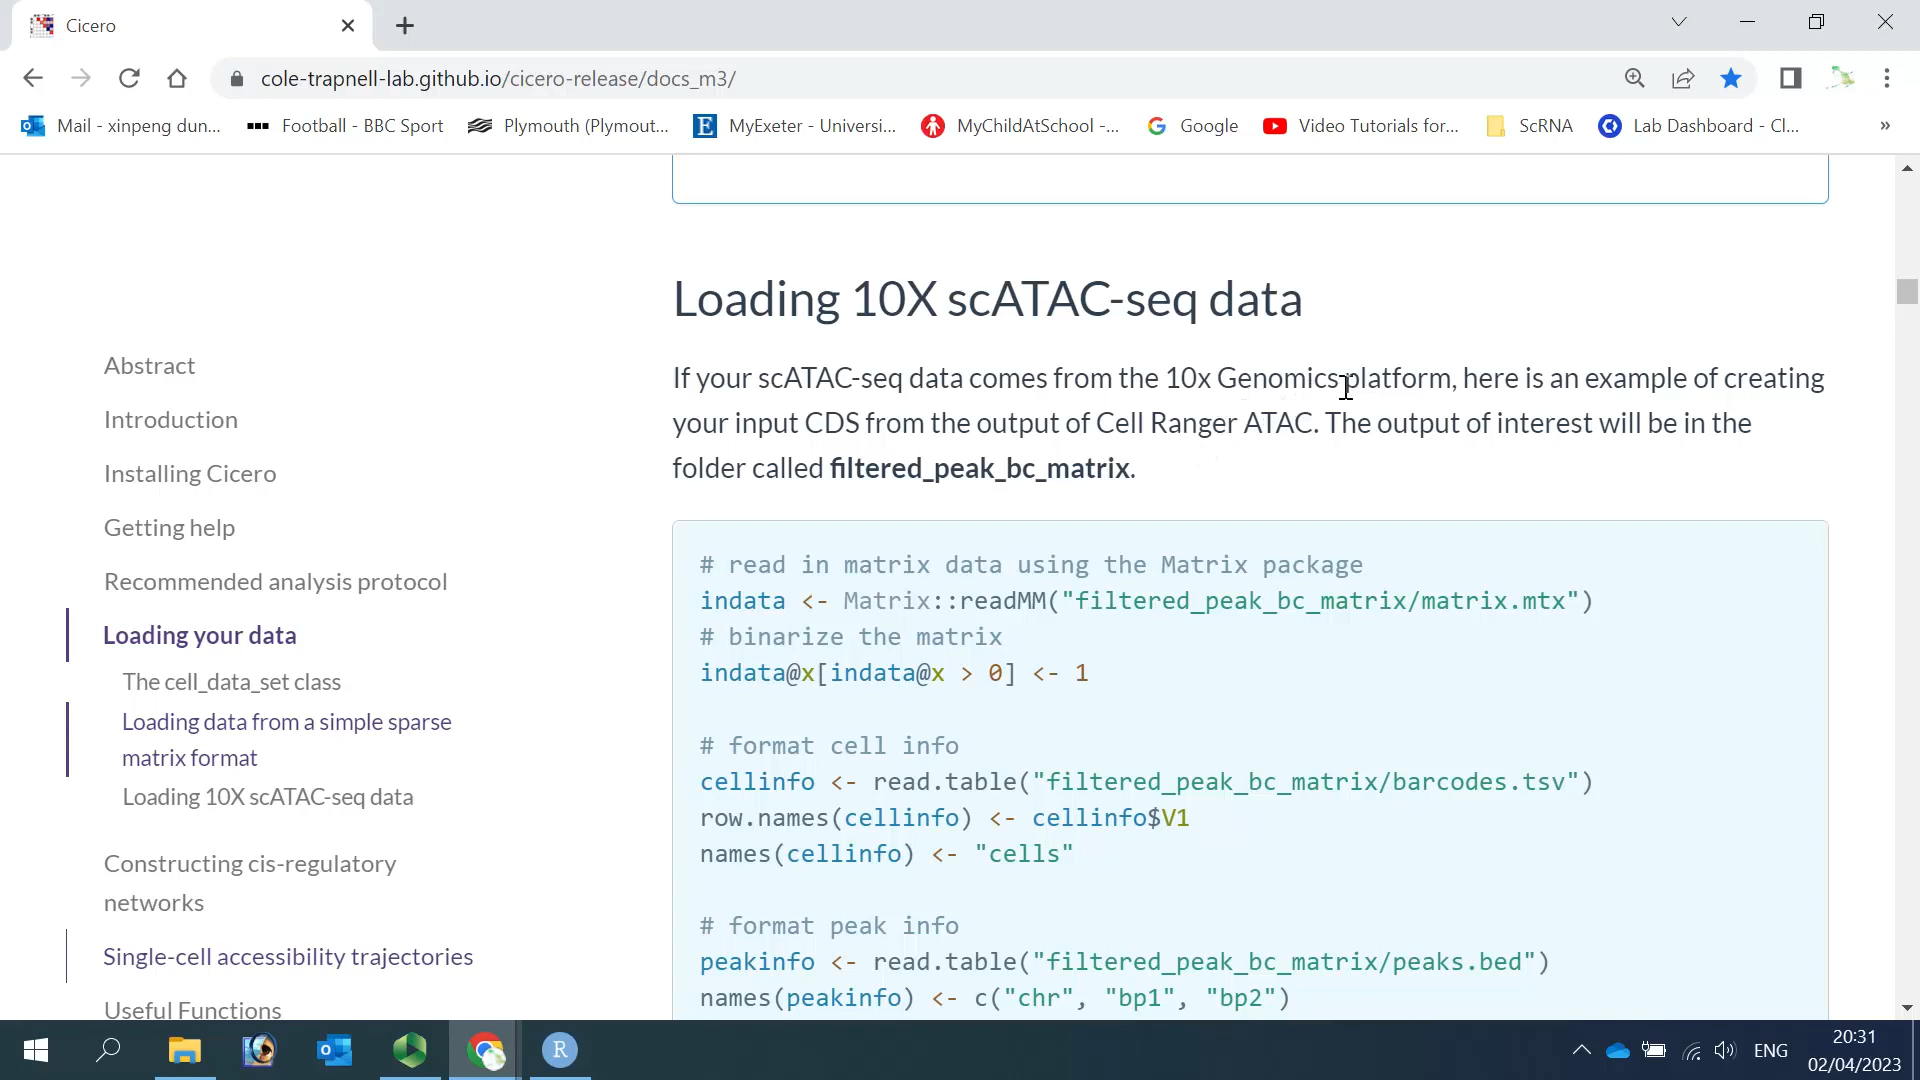 Cicero
cole-trapnell-lab.github.io/cicero-release/docs_m3/
Mail - xinpeng dun...
Football - BBC Sport
Plymouth (Plymout...
MyExeter - Universi...
MyChildAtSchool -...
Google
Video Tutorials for...
ScRNA
Lab Dashboard - Cl...
»
Loading 10X scATAC-seq data
If your scATAC-seq data comes from the 10x Genomics platform, here is an example of creating
your input CDS from the output of Cell Ranger ATAC. The output of interest will be in the
folder called filtered_peak_bc_matrix.
Abstract
Introduction
Installing Cicero
Getting help
Recommended analysis protocol
Loading your data
The cell_data_set class
Loading data from a simple sparse
matrix format
Loading 10X scATAC-seq data
Constructing cis-regulatory
networks
Single-cell accessibility trajectories
Useful Functions
# read in matrix data using the Matrix package
indata <- Matrix::readMM("filtered_peak_bc_matrix/matrix.mtx")
# binarize the matrix
indata@x[indata@x > 0] <- 1
# format cell info
cellinfo <- read.table("filtered_peak_bc_matrix/barcodes.tsv")
row.names(cellinfo) <- cellinfo$V1
names(cellinfo) <- "cells"
# format peak info
peakinfo <- read.table("filtered_peak_bc_matrix/peaks.bed")
names(peakinfo) <- c("chr", "bp1", "bp2")
R
ENG
20:31
02/04/2023